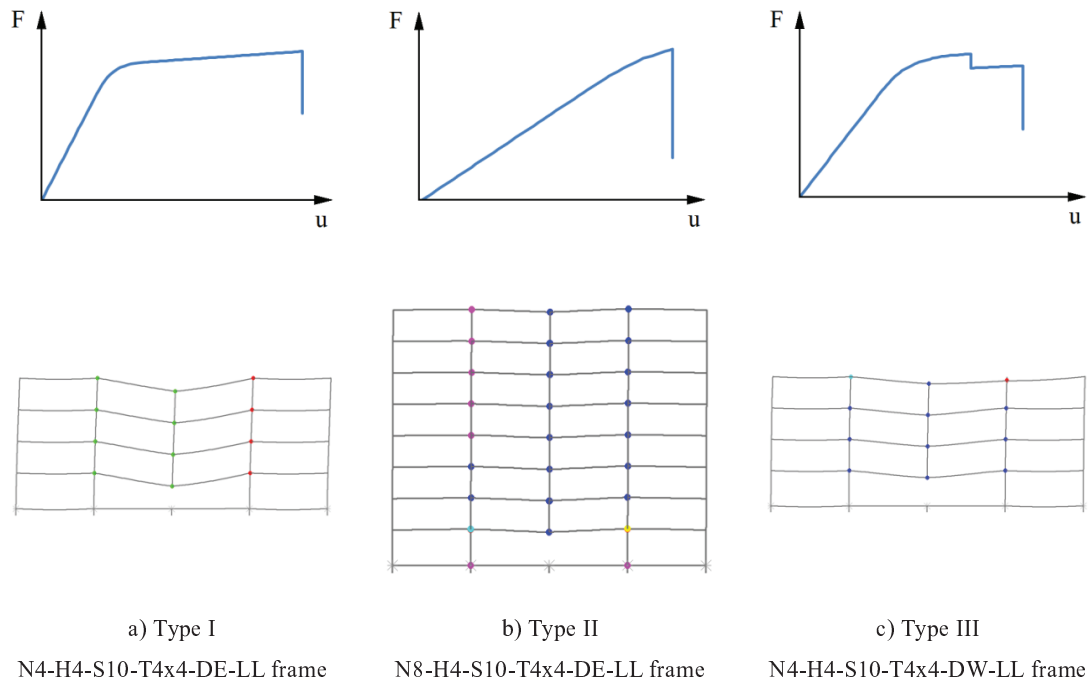 F
F
F
u
u
u
a) Type I
b) Type II
c) Type III
N4-H4-S10-T4x4-DE-LL frame
N8-H4-S10-T4x4-DE-LL frame
N4-H4-S10-T4x4-DW-LL frame